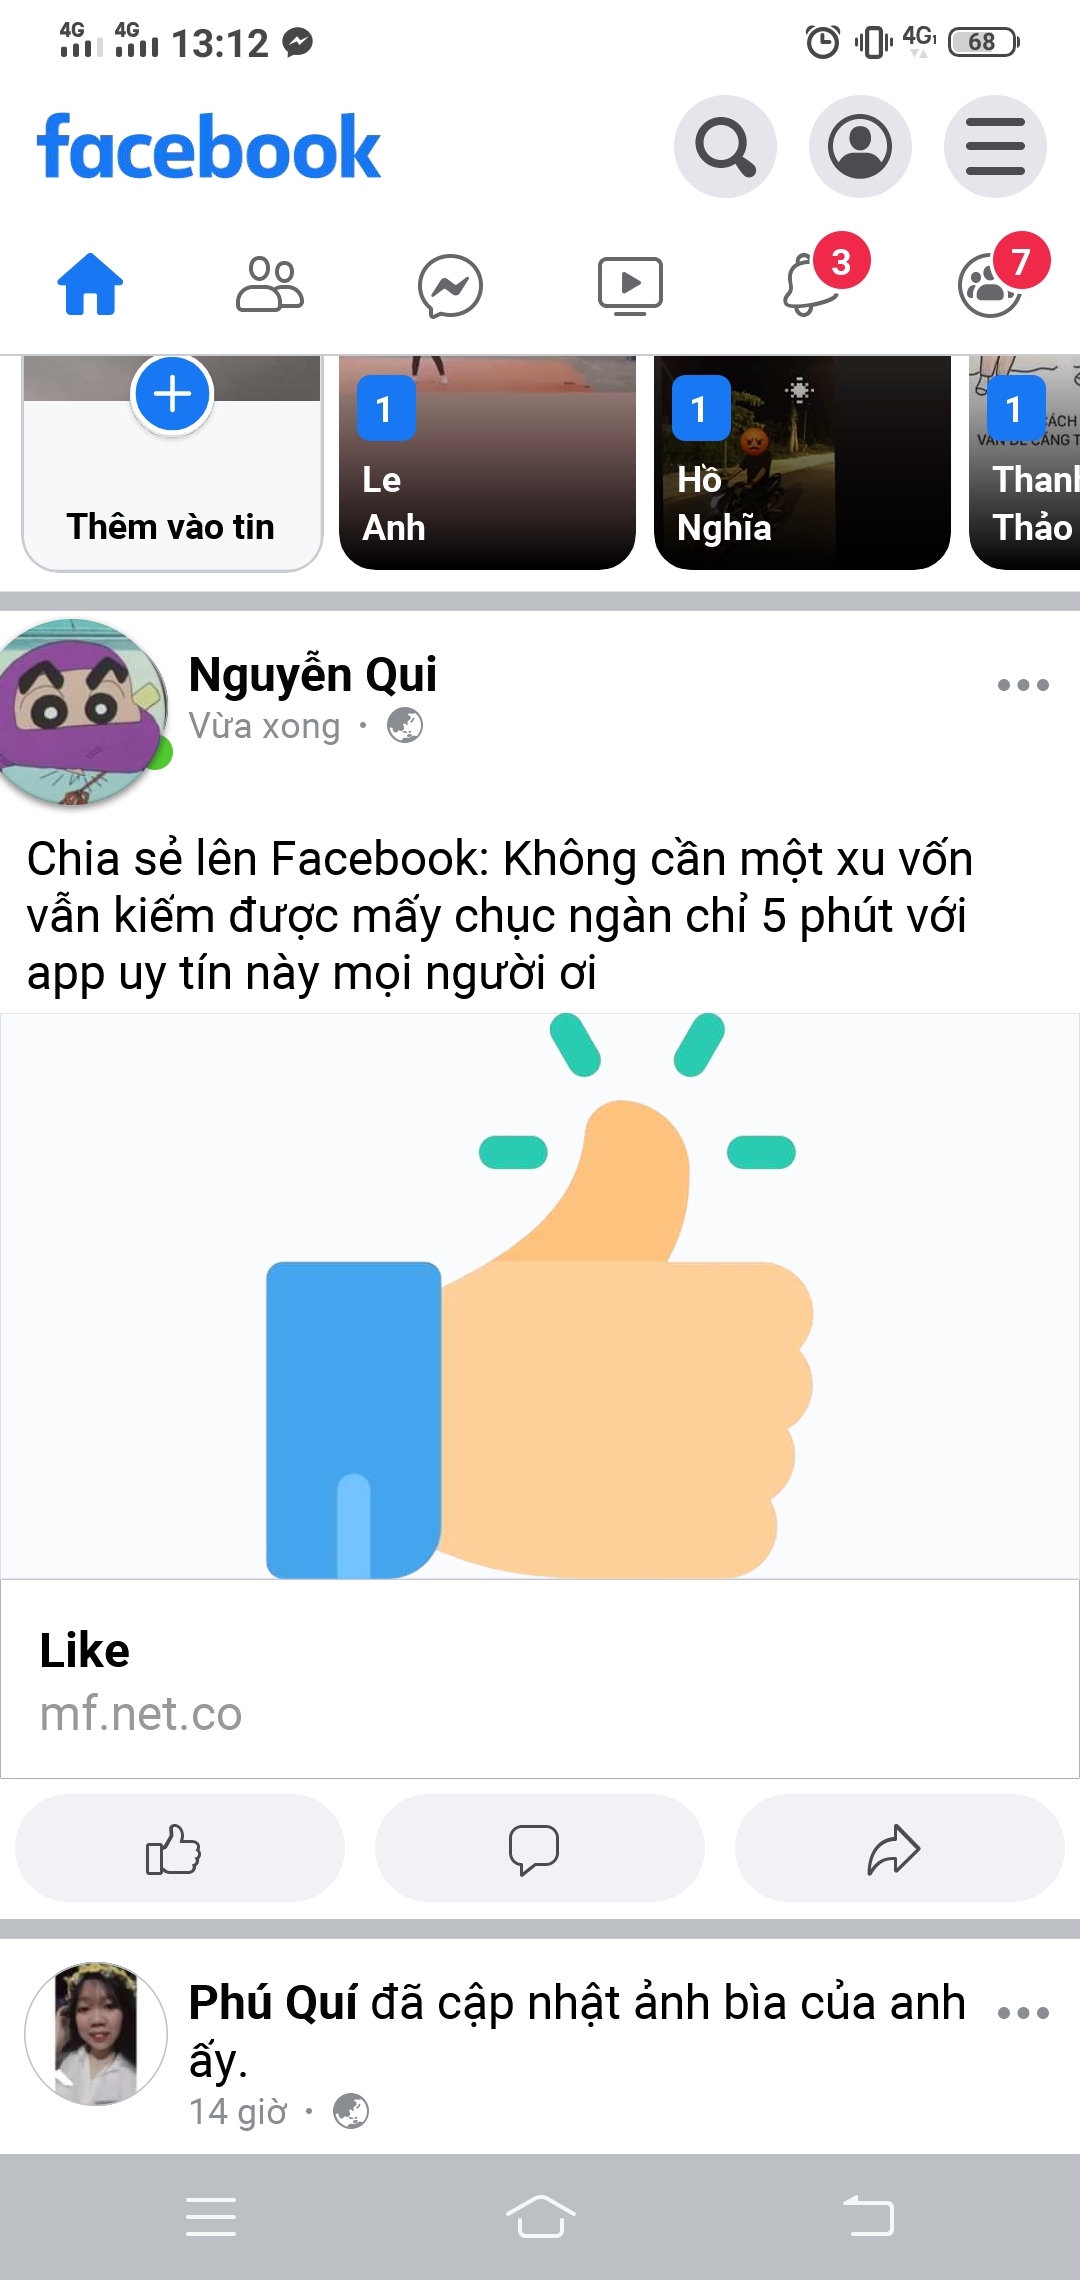 4G 4G 13:12 4G 68
facebook
3 7
1 1 1
CÁCH
Thêm vào tin
Le
Anh
Hồ
Nghĩa
Thanh
Thảo
Nguyễn Qui
Vừa xong ·
Chia sẻ lên Facebook: Không cần một xu vốn
vẫn kiếm được mấy chục ngàn chỉ 5 phút với
app uy tín này mọi người ơi
Like
mf.net.co
Phú Quí đã cập nhật ảnh bìa của anh
ấy.
14 giờ ·